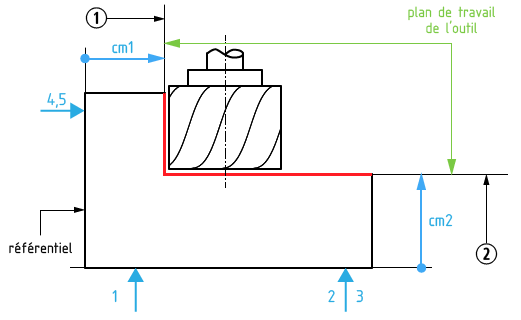 1
plan de travail
de l'outil
cm1
4,5
référentiel
cm2
2
1
2
3